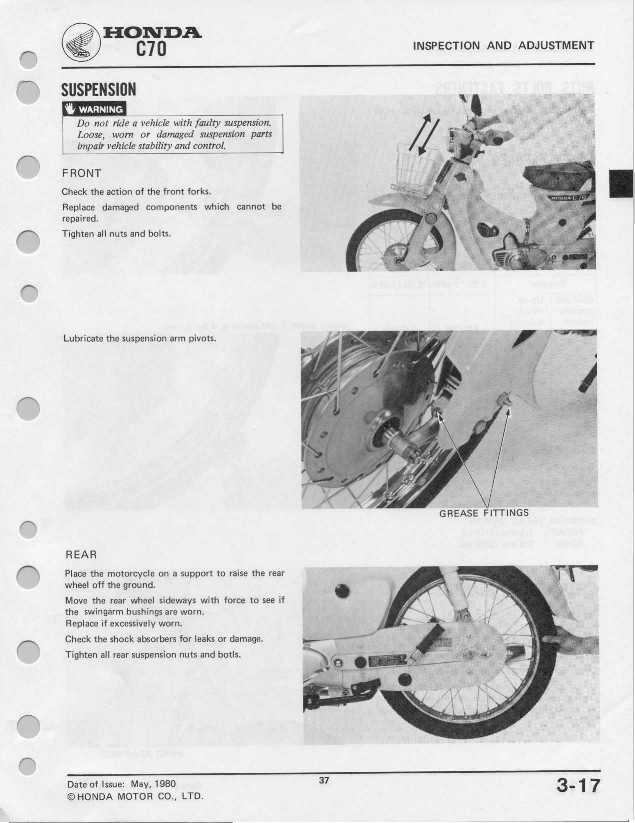 HONDA
C70
INSPECTION AND ADJUSTMENT
SUSPENSION
WARNING
Do not ride a vehicle with faulty suspension.
Loose, worn or damaged suspension parts
impair vehicle stability and control.
FRONT
Check the action of the front forks.
Replace damaged components which cannot be
repaired.
Tighten all nuts and bolts.
Lubricate the suspension arm pivots.
GREASE FITTINGS
REAR
Place the motorcycle on a support to raise the rear
wheel off the ground.
Move the rear wheel sideways with force to see if
the swingarm bushings are worn.
Replace if excessively worn.
Check the shock absorbers for leaks or damage.
Tighten all rear suspension nuts and botls.
Date of Issue: May, 1980
© HONDA MOTOR CO., LTD.
37
3-17